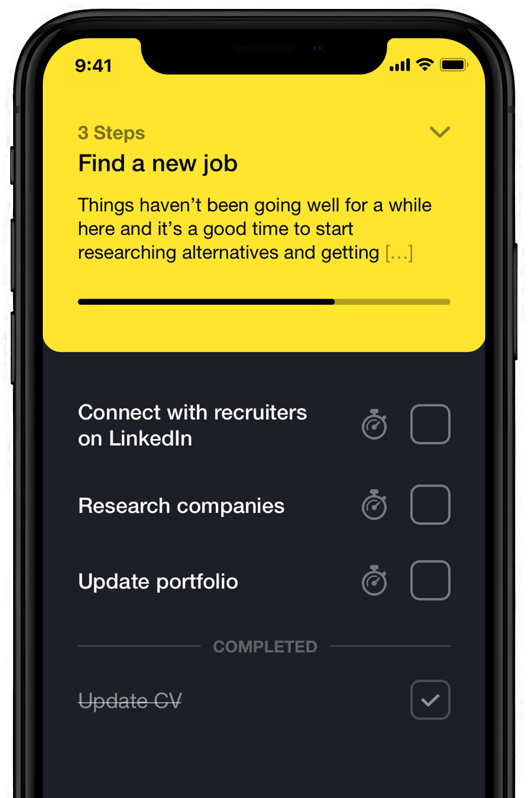 9:41
3 Steps
Find a new job
Things haven’t been going well for a while
here and it’s a good time to start
researching alternatives and getting [...]
Connect with recruiters
on LinkedIn
Research companies
Update portfolio
COMPLETED
Update CV